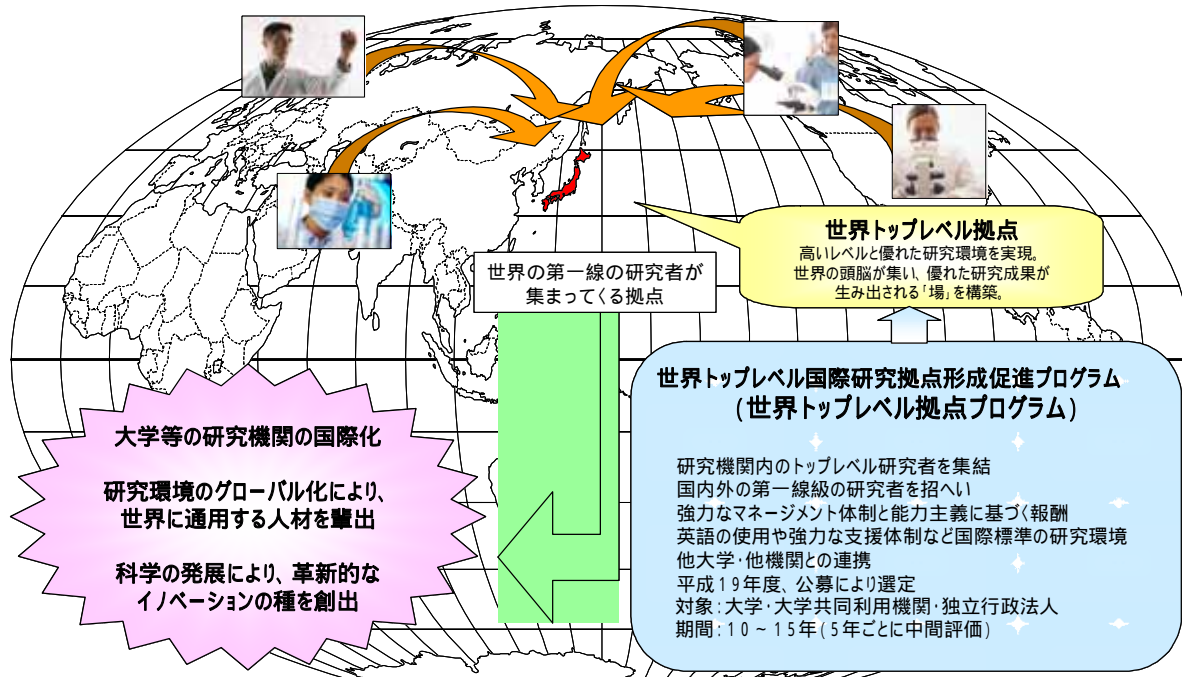 世界の第一線の研究者が
集まってくる拠点
世界トップレベル拠点
高いレベルと優れた研究環境を実現。
世界の頭脳が集い、優れた研究成果が
生み出される「場」を構築。
世界トップレベル国際研究拠点形成促進プログラム
(世界トップレベル拠点プログラム)
研究機関内のトップレベル研究者を集結
国内外の第一線級の研究者を招へい
強力なマネージメント体制と能力主義に基づく報酬
英語の使用や強力な支援体制など国際標準の研究環境
他大学・他機関との連携
平成19年度、公募により選定
対象:大学・大学共同利用機関・独立行政法人
期間:10~15年(5年ごとに中間評価)
大学等の研究機関の国際化
研究環境のグローバル化により、
世界に通用する人材を輩出
科学の発展により、革新的な
イノベーションの種を創出